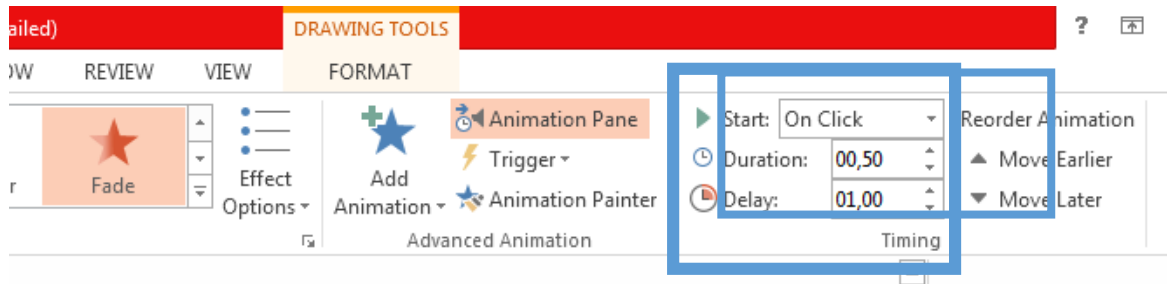 ailed) DRAWING TOOLS ?
OW REVIEW VIEW FORMAT
Animation Pane Start: On Click Reorder Animation
Trigger Duration: 00,50 Move Earlier
r Fade Effect Options Add Animation Animation Painter Delay: 01,00 Move Later
Advanced Animation Timing